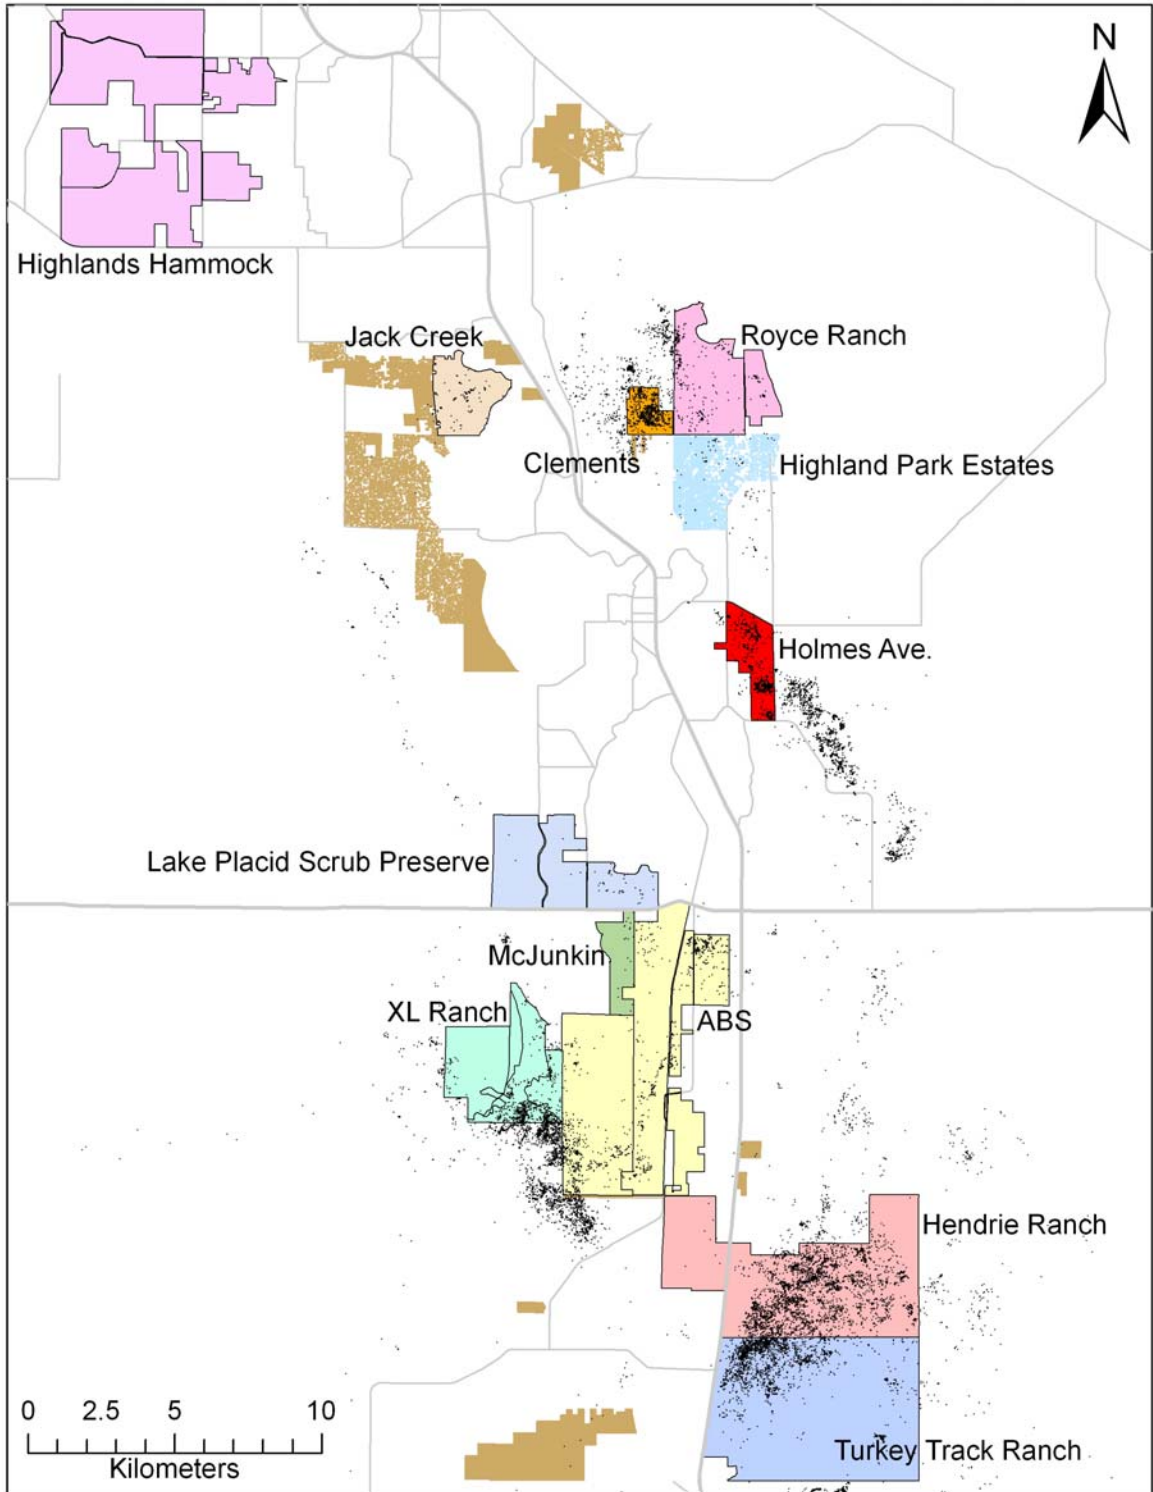 N
Highlands Hammock
Jack Creek
Royce Ranch
Clements
Highland Park Estates
Holmes Ave.
Lake Placid Scrub Preserve
McJunkin
XL Ranch
ABS
Hendrie Ranch
0 2.5 5 10
Kilometers
Turkey Track Ranch